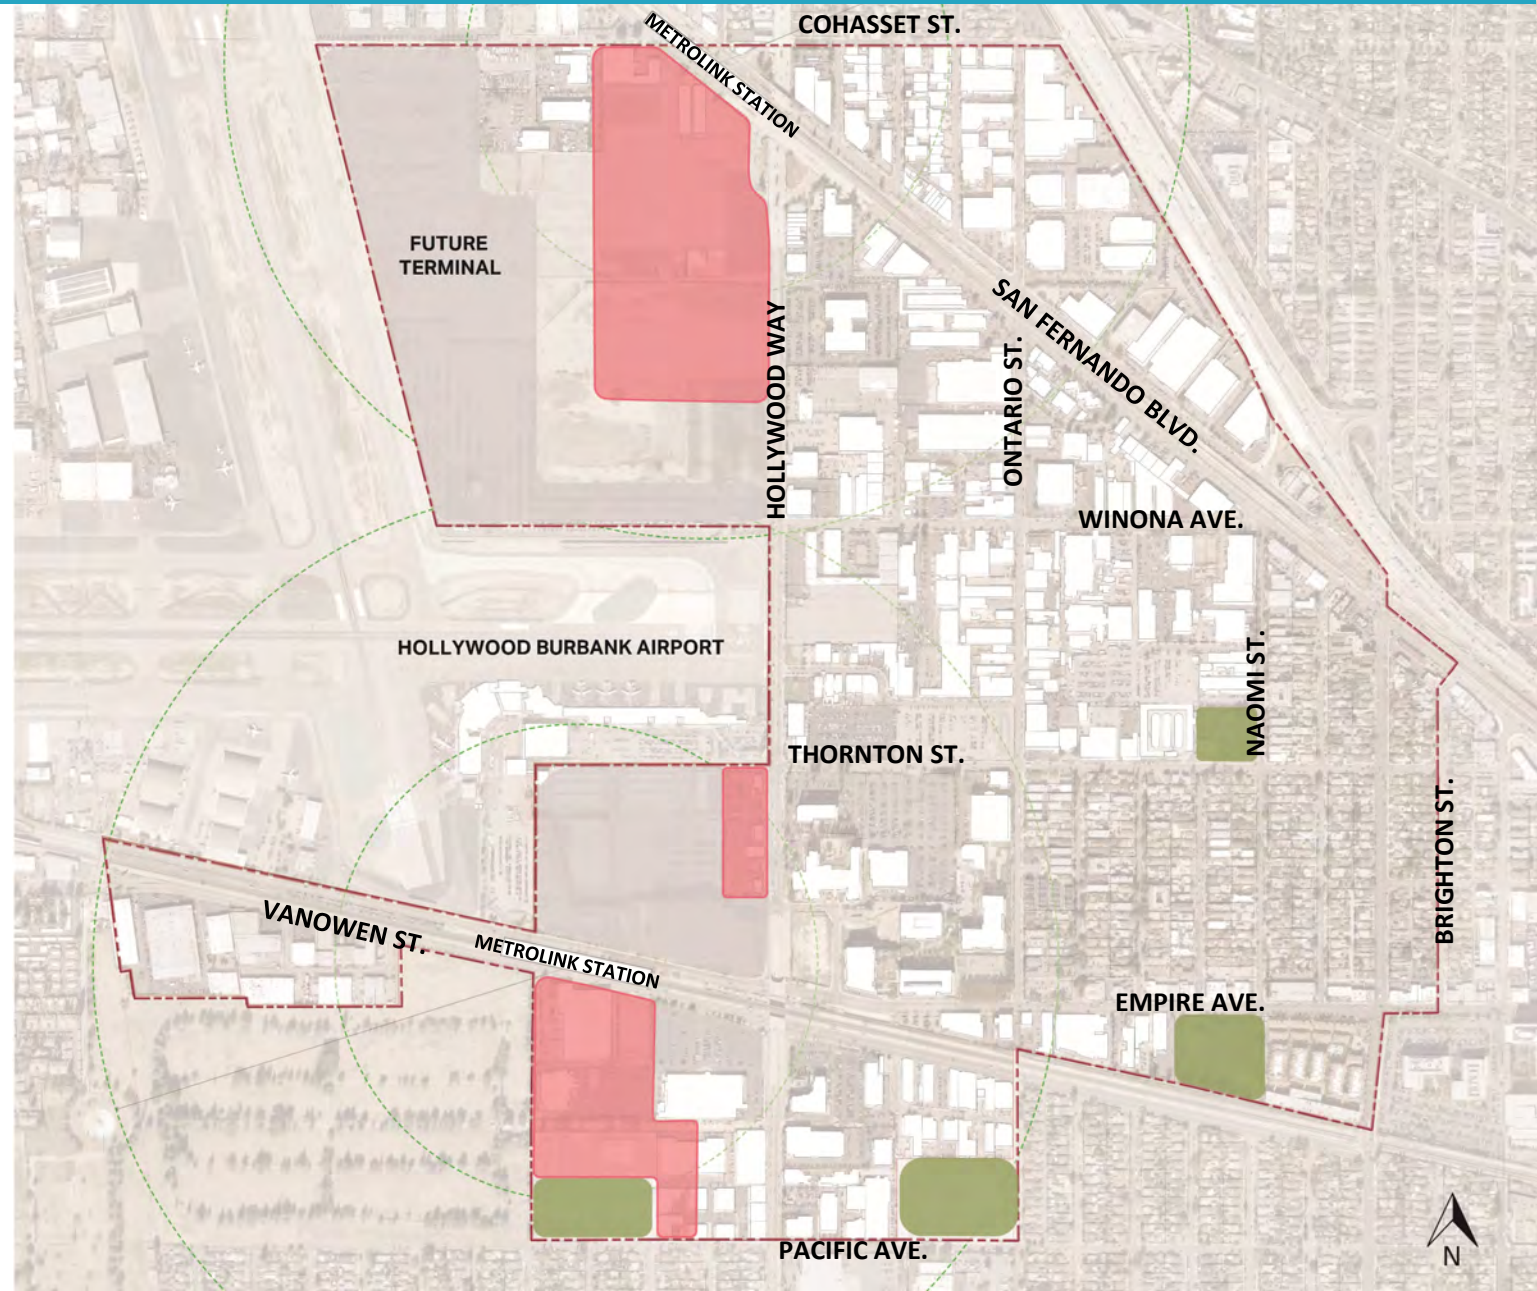 COHASSET ST.
METROLINK STATION
FUTURE
TERMINAL
SAN FERNANDO BLVD.
HOLLYWOOD WAY
ONTARIO ST.
WINONA AVE.
HOLLYWOOD BURBANK AIRPORT
NAOMI ST.
THORNTON ST.
BRIGHTON ST.
VANOWEN ST.
METROLINK STATION
EMPIRE AVE.
PACIFIC AVE.
N